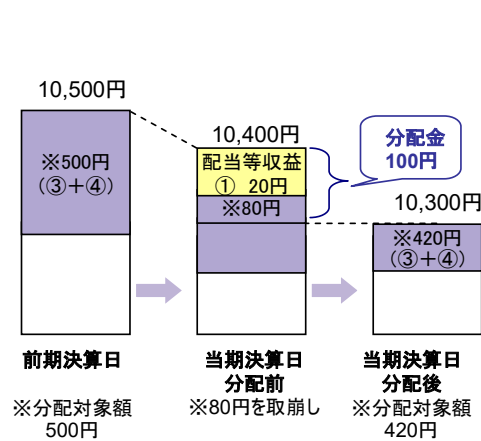 10,500円
※500円
（③＋④）
10,400円
配当等収益
① 20円
※80円
分配金
100円
10,300円
※420円
（③＋④）
前期決算日
※分配対象額
500円
当期決算日
分配前
※80円を取崩し
当期決算日
分配後
※分配対象額
420円